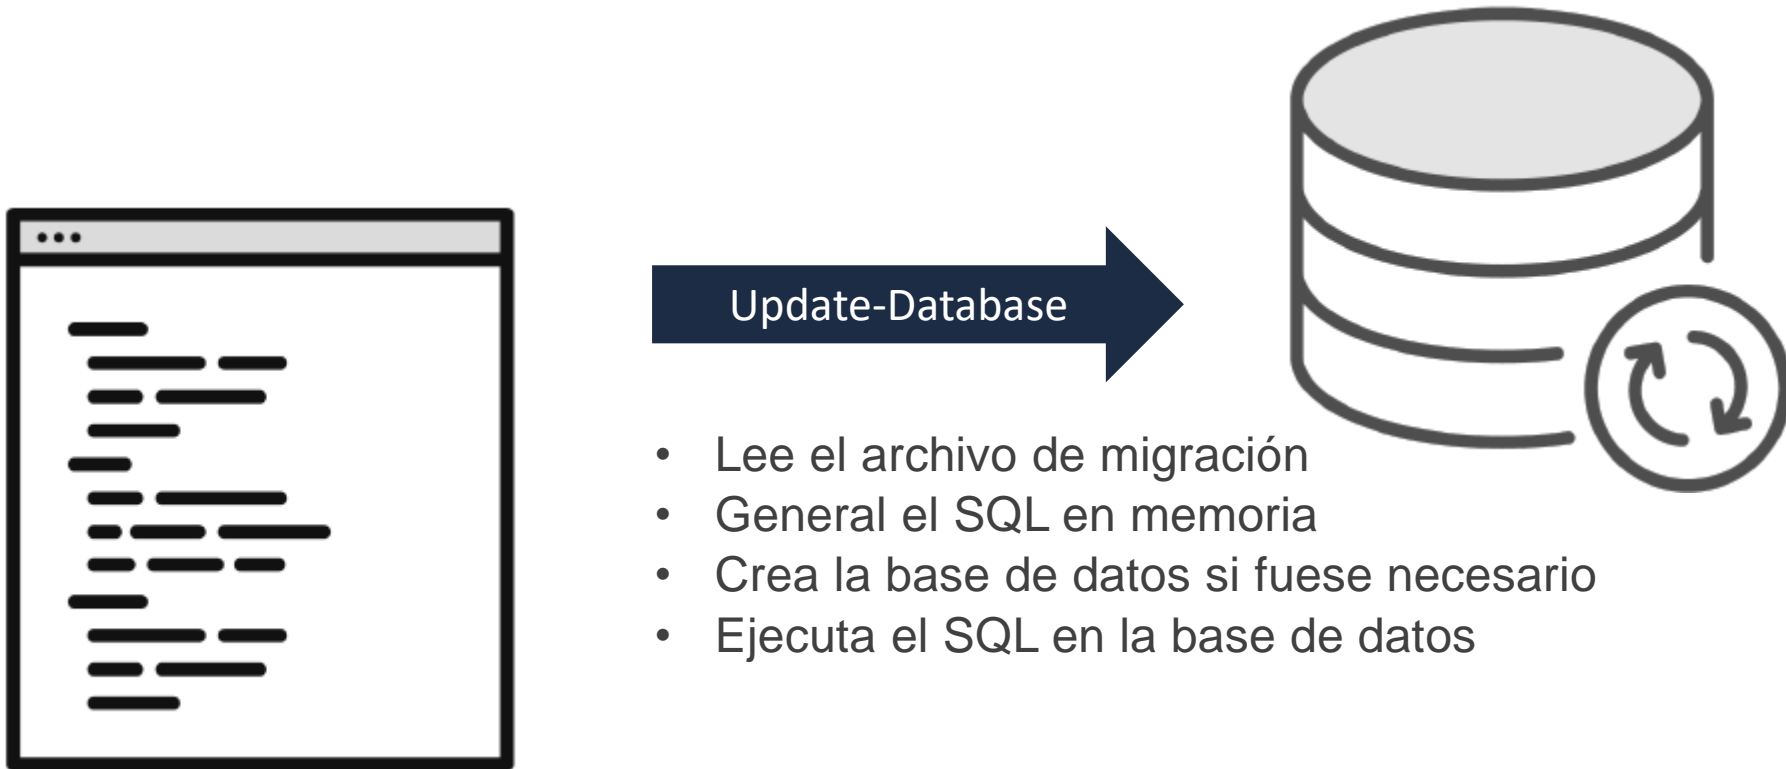 Update-Database
• Lee el archivo de migración
• General el SQL en memoria
• Crea la base de datos si fuese necesario
• Ejecuta el SQL en la base de datos